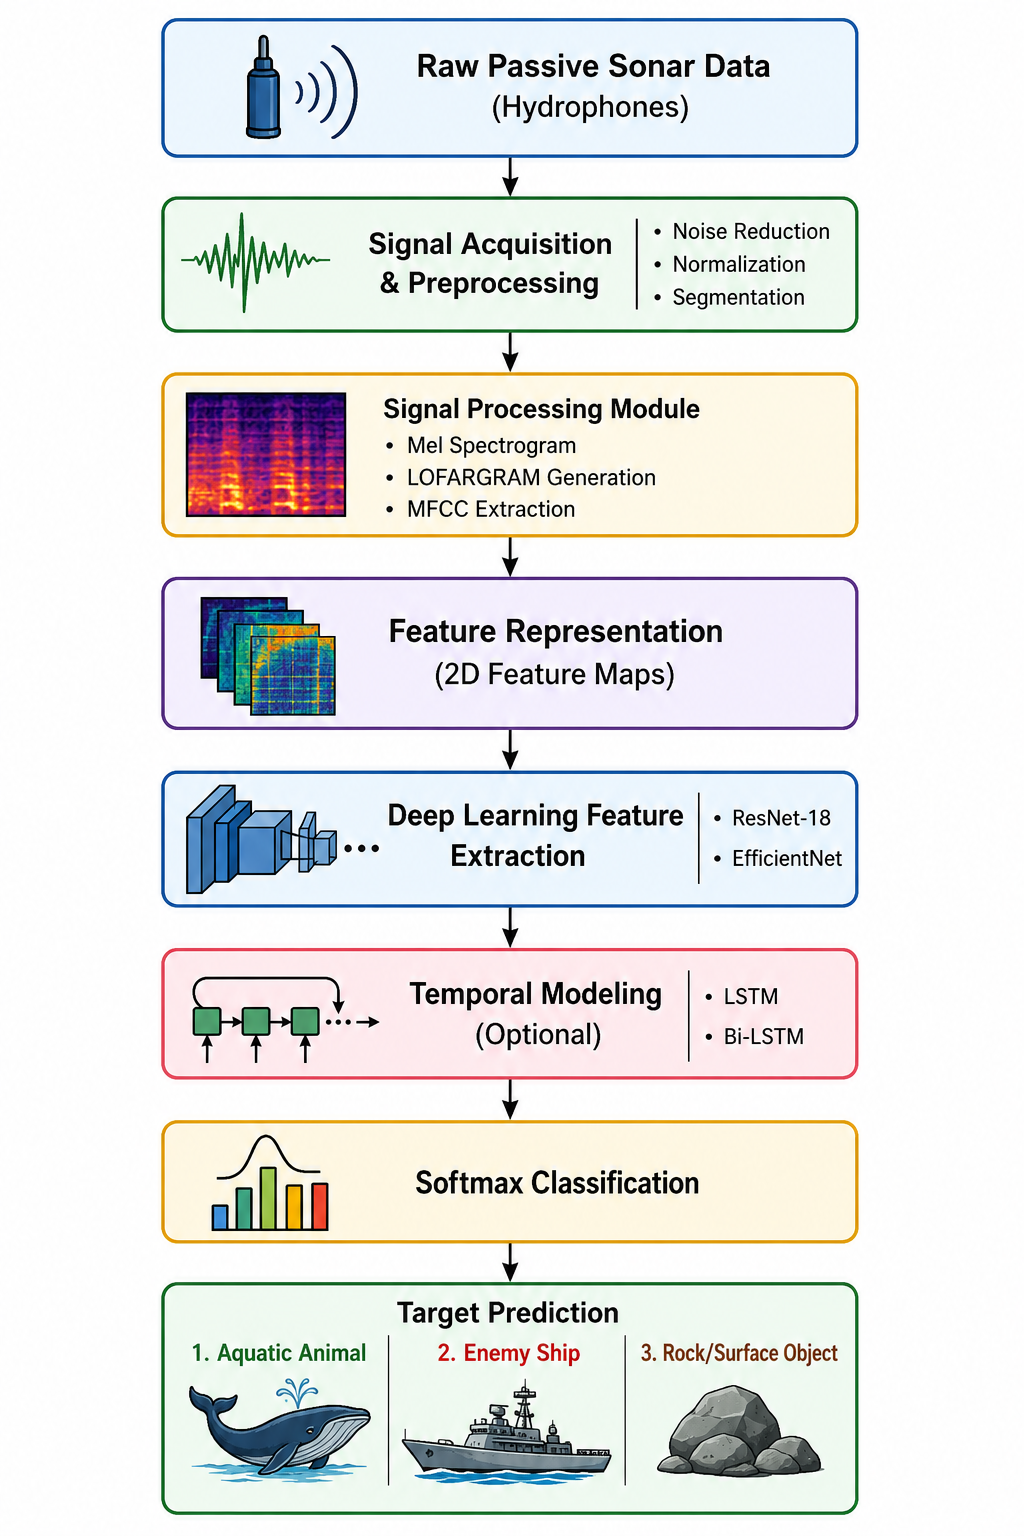 Raw Passive Sonar Data
(Hydrophones)
Signal Acquisition
& Preprocessing
• Noise Reduction
• Normalization
• Segmentation
Signal Processing Module
• Mel Spectrogram
• LOFARGRAM Generation
• MFCC Extraction
Feature Representation
(2D Feature Maps)
Deep Learning Feature
Extraction
• ResNet-18
• EfficientNet
Temporal Modeling
(Optional)
• LSTM
• Bi-LSTM
Softmax Classification
Target Prediction
1. Aquatic Animal
2. Enemy Ship
3. Rock/Surface Object